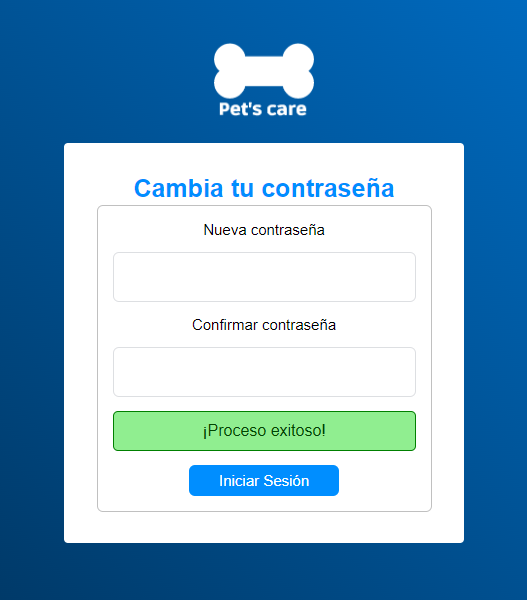 Pet's care
Cambia tu contraseña
Nueva contraseña
Confirmar contraseña
¡Proceso exitoso!
Iniciar Sesión